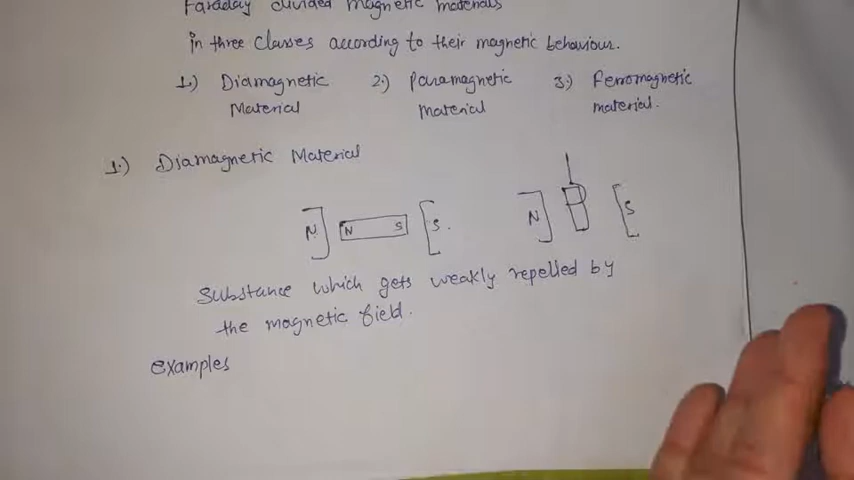 Faraday divided magnetic materials
in three classes according to their magnetic behaviour.
1.) Diamagnetic 2.) Paramagnetic 3.) Ferromagnetic
Material material material.
1.) Diamagnetic Material
N N S S. N S
Substance which gets weakly repelled by
the magnetic field.
examples